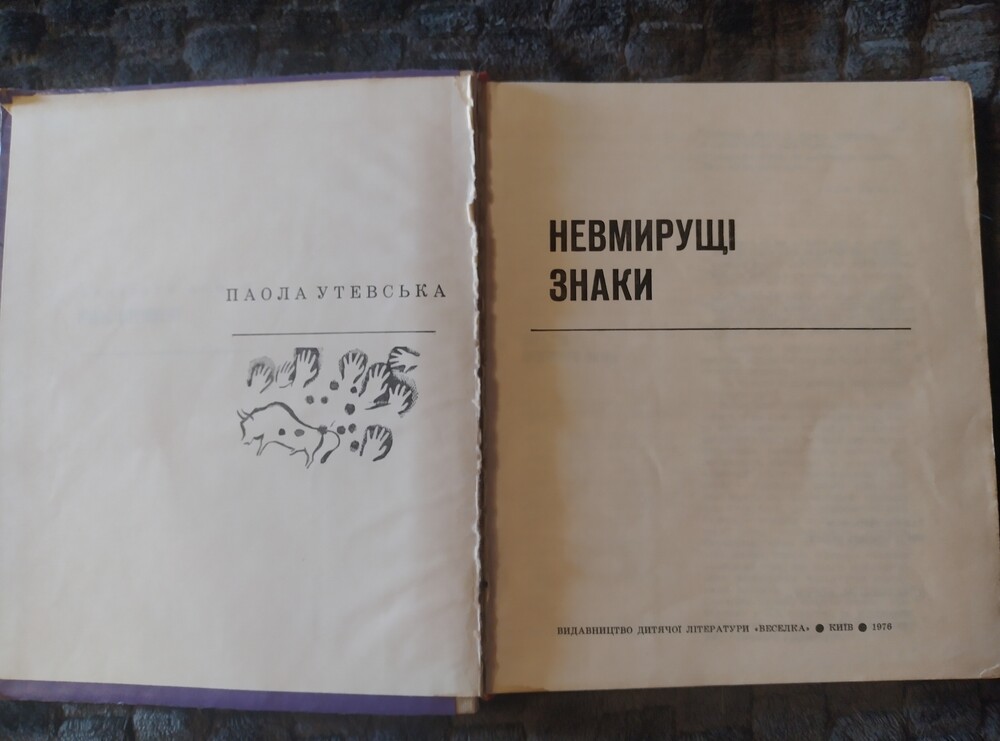 ПАОЛА УТЕВСЬКА
НЕВМИРУЩІ
ЗНАКИ
ВИДАВНИЦТВО ДИТЯЧОЇ ЛІТЕРАТУРИ «ВЕСЕЛКА» ● КИЇВ ● 1976